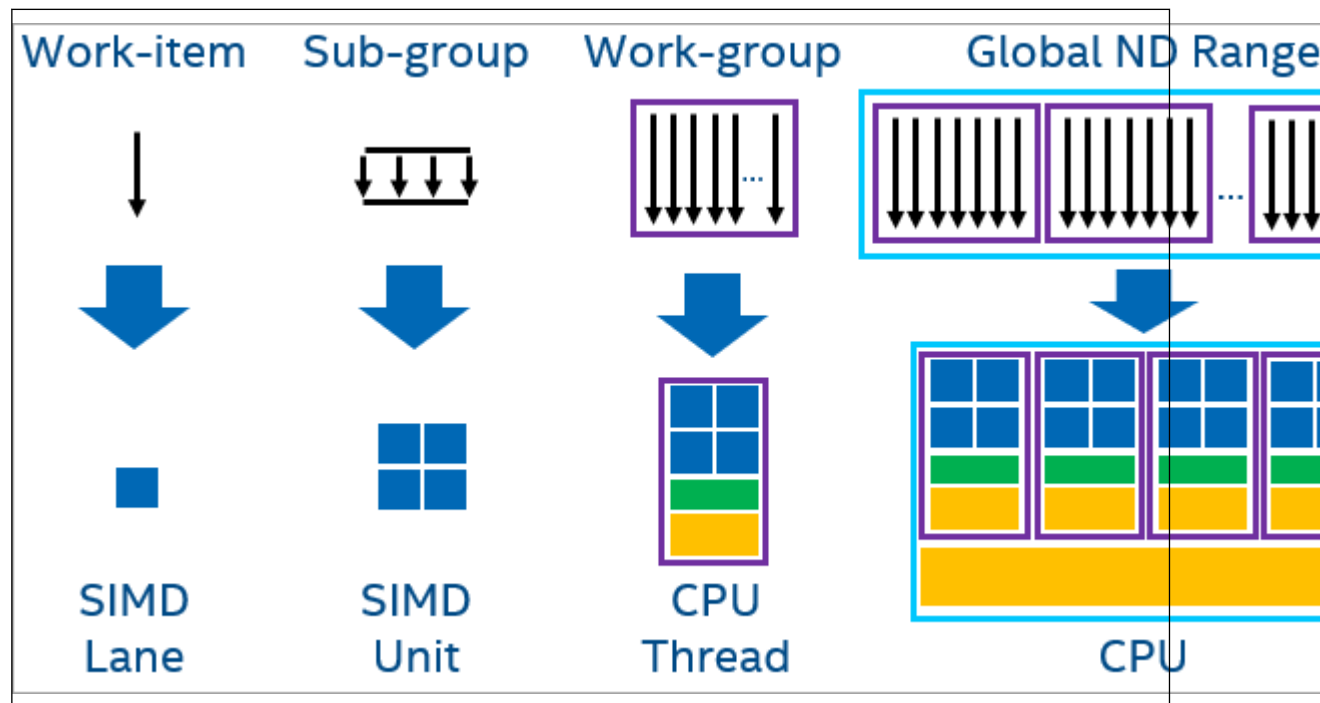 Work-item
Sub-group
Work-group
Global ND Range
...
...
SIMD
Lane
SIMD
Unit
CPU
Thread
CPU